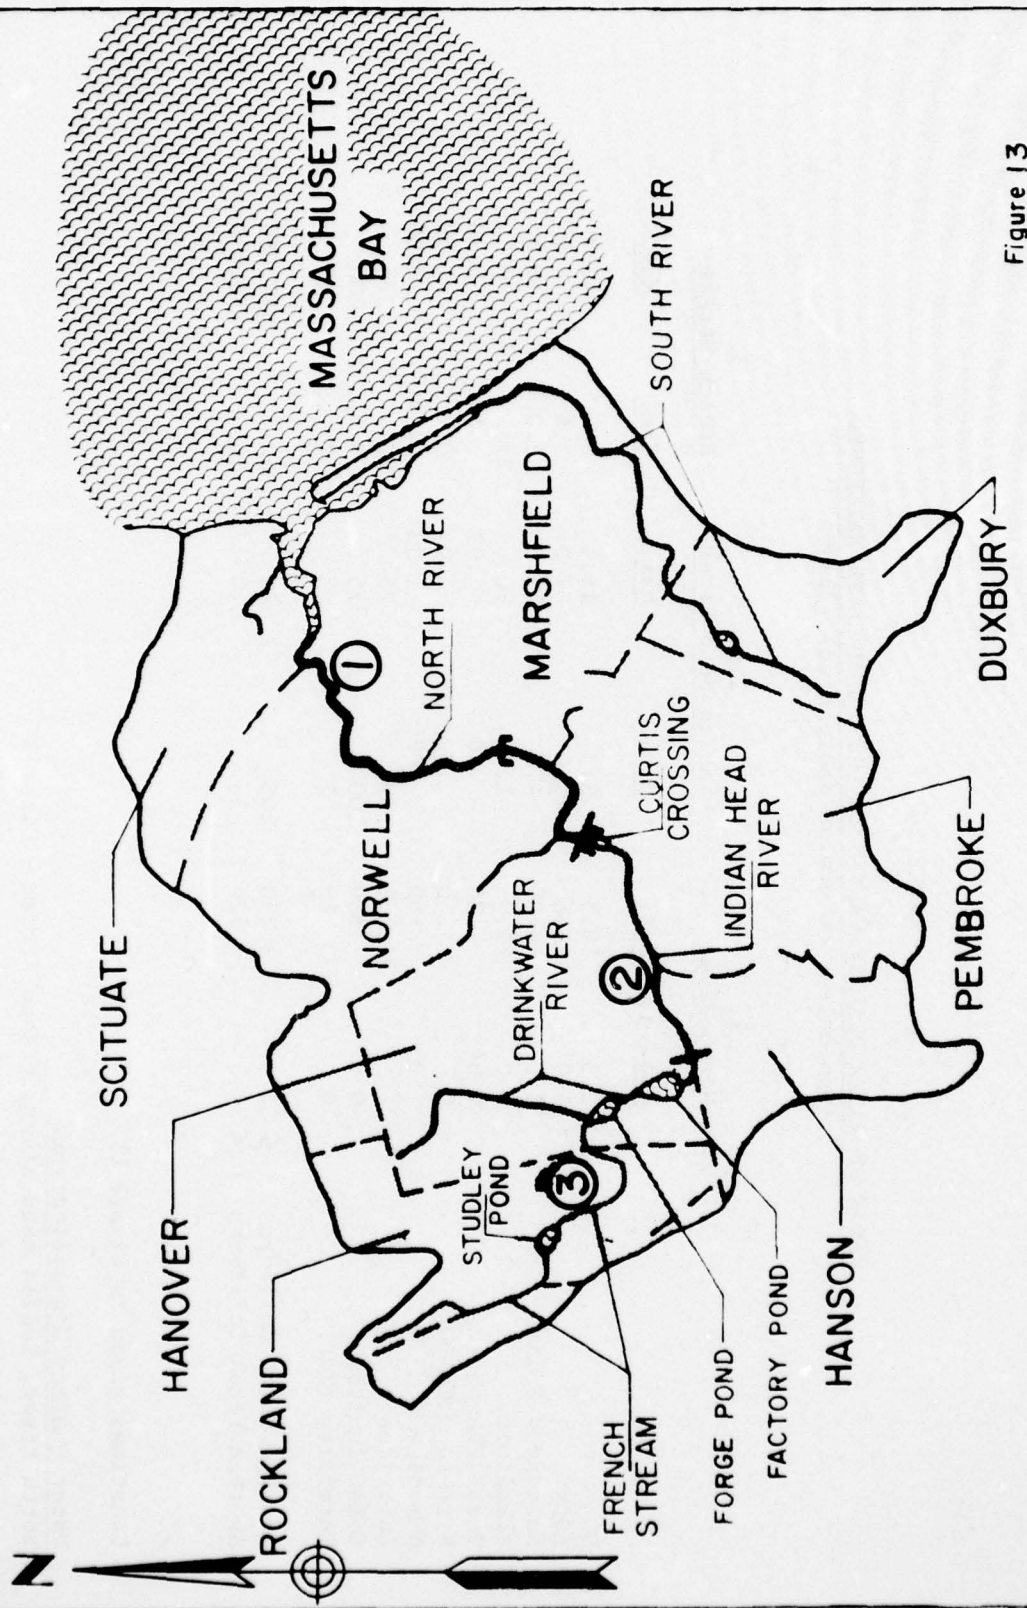 N
MASSACHUSETTS
BAY
SCITUATE
HANOVER
ROCKLAND
NORWELL
1
NORTH RIVER
MARSHFIELD
SOUTH RIVER
DRINKWATER
RIVER
CURTIS
CROSSING
STUDLEY
POND
3
2
INDIAN HEAD
RIVER
FRENCH
STREAM
FORGE POND
FACTORY POND
HANSON
PEMBROKE
DUXBURY
Figure 13